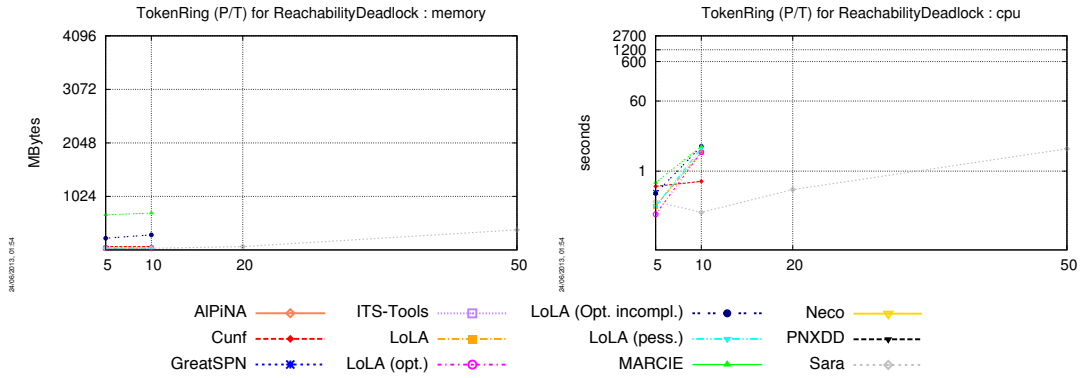 TokenRing (P/T) for ReachabilityDeadlock : memory
4096
3072
2048
1024
MBytes
5 10 20 50
24/06/2013, 01:54
TokenRing (P/T) for ReachabilityDeadlock : cpu
2700
1200
600
60
1
seconds
5 10 20 50
24/06/2013, 01:54
AlPiNA ITS-Tools LoLA (Opt. incompl.) Neco
Cunf LoLA LoLA (pess.) PNXDD
GreatSPN LoLA (opt.) MARCIE Sara